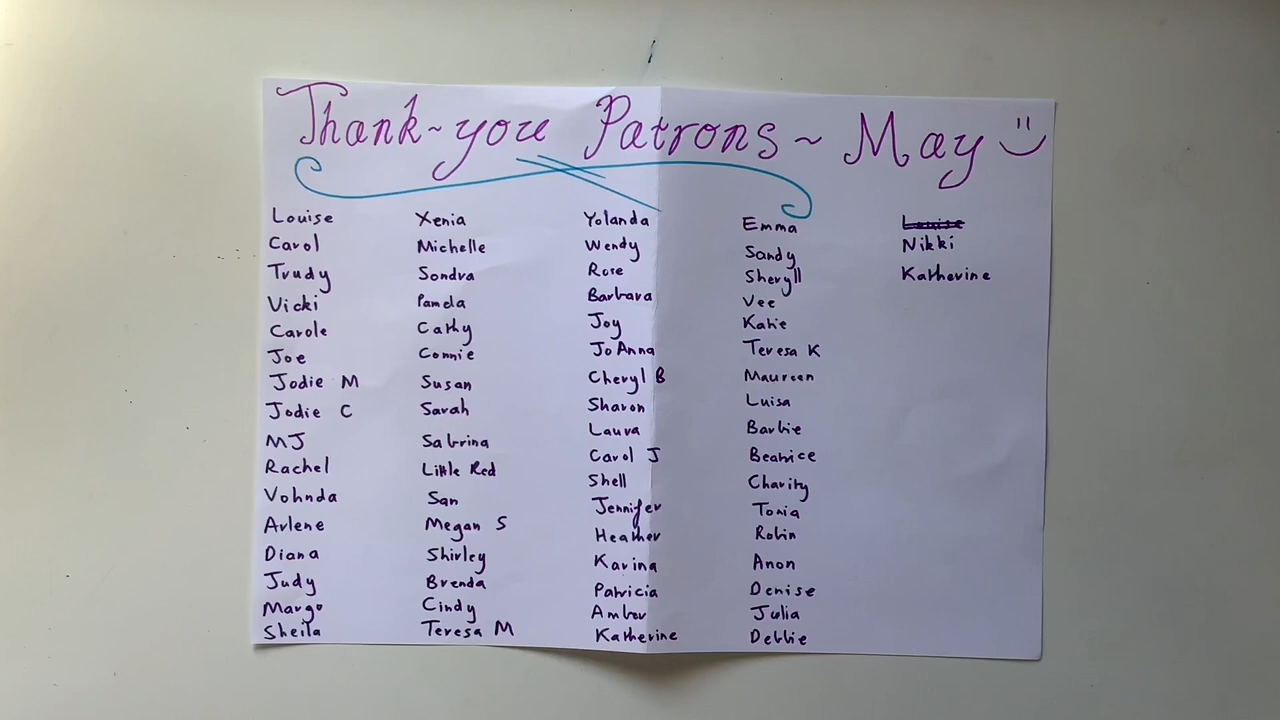 Thank~you Patrons~ May
Louise
Carol
Trudy
Vicki
Carole
Joe
Jodie M
Jodie C
MJ
Rachel
Vohnda
Arlene
Diana
Judy
Margo
Sheila
Xenia
Michelle
Sondra
Pamela
Cathy
Connie
Susan
Sarah
Sabrina
Little Red
San
Megan S
Shirley
Brenda
Cindy
Teresa M
Yolanda
Wendy
Rose
Barbara
Joy
JoAnna
Cheryl B
Sharon
Laura
Carol J
Shell
Jennifer
Heather
Karina
Patricia
Amber
Katherine
Emma
Sandy
Sheryll
Vee
Katie
Teresa K
Maureen
Luisa
Barbie
Beatrice
Charity
Tonia
Robin
Anon
Denise
Julia
Debbie
Louise
Nikki
Katherine